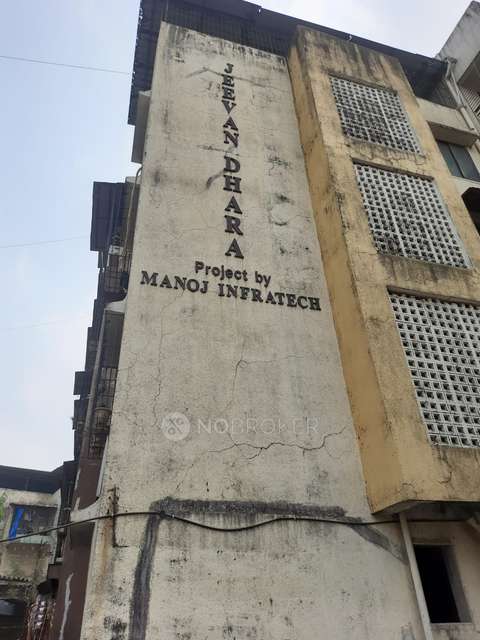 JEEVAN DHARA
Project by
MANOJ INFRATECH
NOBROKER